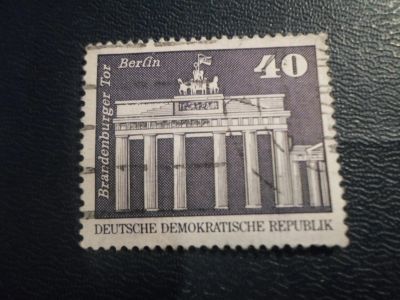 Berlin
40
Brandenburger Tor
DEUTSCHE DEMOKRATISCHE REPUBLIK